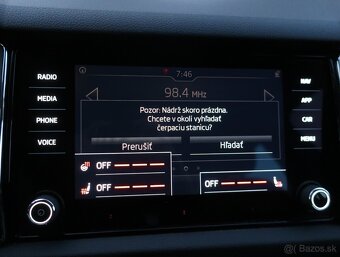 7:46
RADIO
MEDIA
PHONE
VOICE
98.4 MHz
Pozor: Nádrž skoro prázdna.
Chcete v okolí vyhľadať
čerpaciu stanicu?
Prerušiť
Hľadať
OFF
OFF
OFF
NAV
APP
CAR
MENU
Bazos.sk